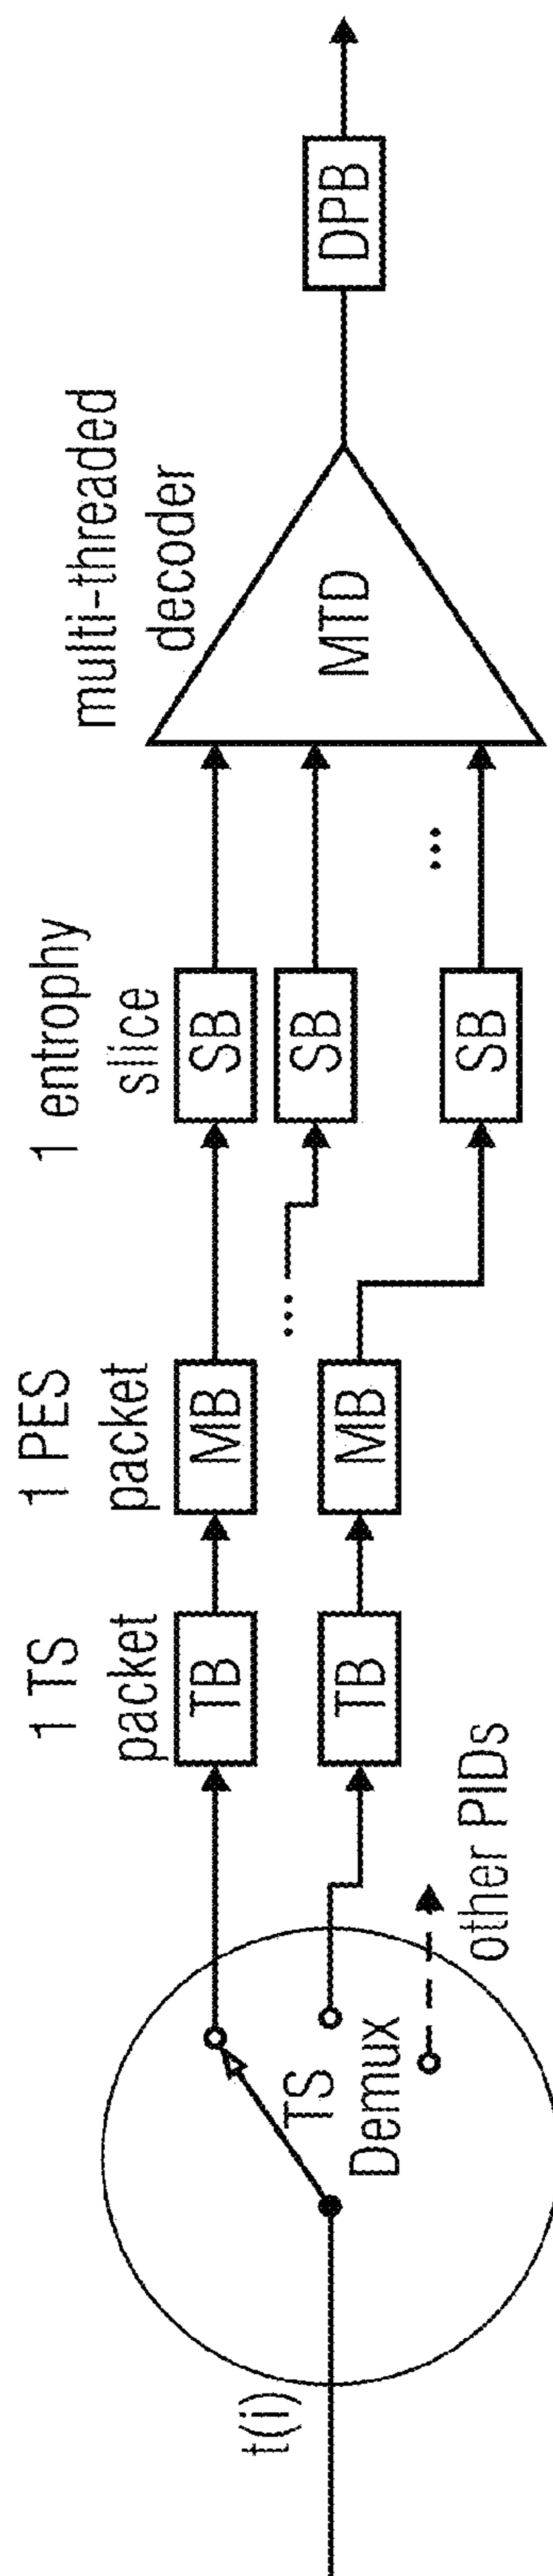 t(i)
TS
Demux
other PIDs
1 TS
packet
TB
TB
1 PES
packet
MB
MB
...
1 entrophy
slice
SB
SB
SB
...
multi-threaded
decoder
MTD
DPB